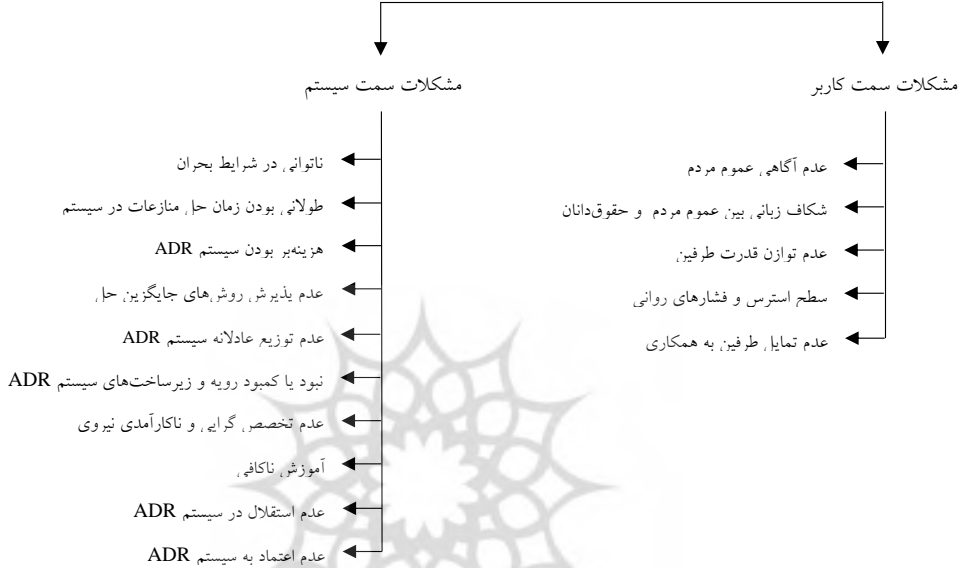 مشکلات سمت کاربر
عدم آگاهی عموم مردم
شکاف زبانی بین عموم مردم و حقوق‌دانان
عدم توازن قدرت طرفین
سطح استرس و فشارهای روانی
عدم تمایل طرفین به همکاری
مشکلات سمت سیستم
ناتوانی در شرایط بحران
طولانی بودن زمان حل منازعات در سیستم
هزینه‌بر بودن سیستم ADR
عدم پذیرش روش‌های جایگزین حل
عدم توزیع عادلانه سیستم ADR
نبود یا کمبود رویه و زیرساخت‌های سیستم ADR
عدم تخصص گرایی و ناکارآمدی نیروی
آموزش ناکافی
عدم استقلال در سیستم ADR
عدم اعتماد به سیستم ADR